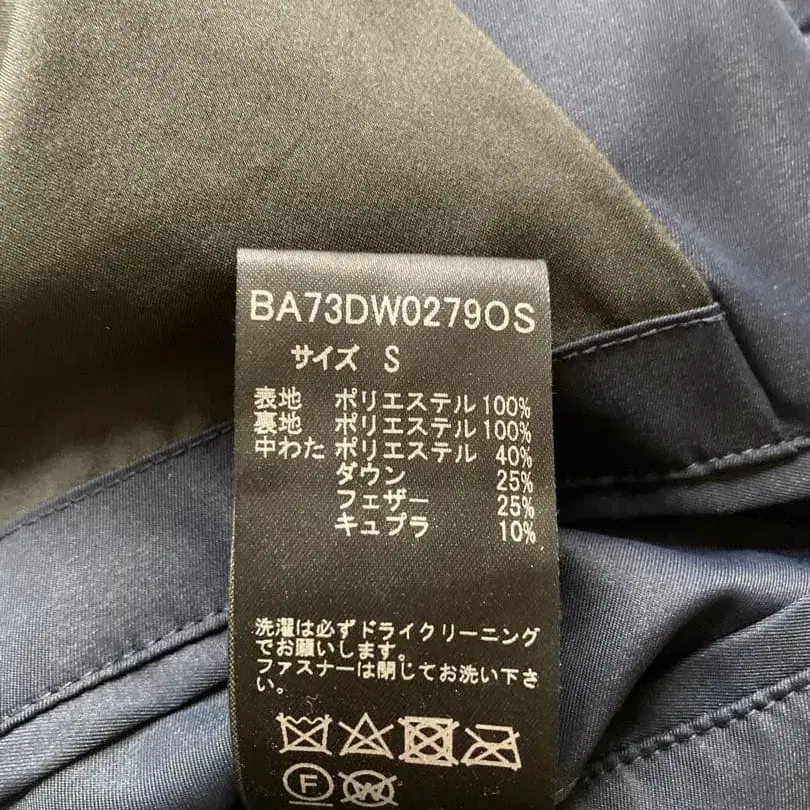 BA73DW0279OS
サイズ S
表地 ポリエステル 100%
裏地 ポリエステル 100%
中わた ポリエステル 40%
ダウン 25%
フェザー 25%
キュプラ 10%
洗濯は必ずドライクリーニング
でお願いします。
ファスナーは閉じてお洗い下さ
い。
F W